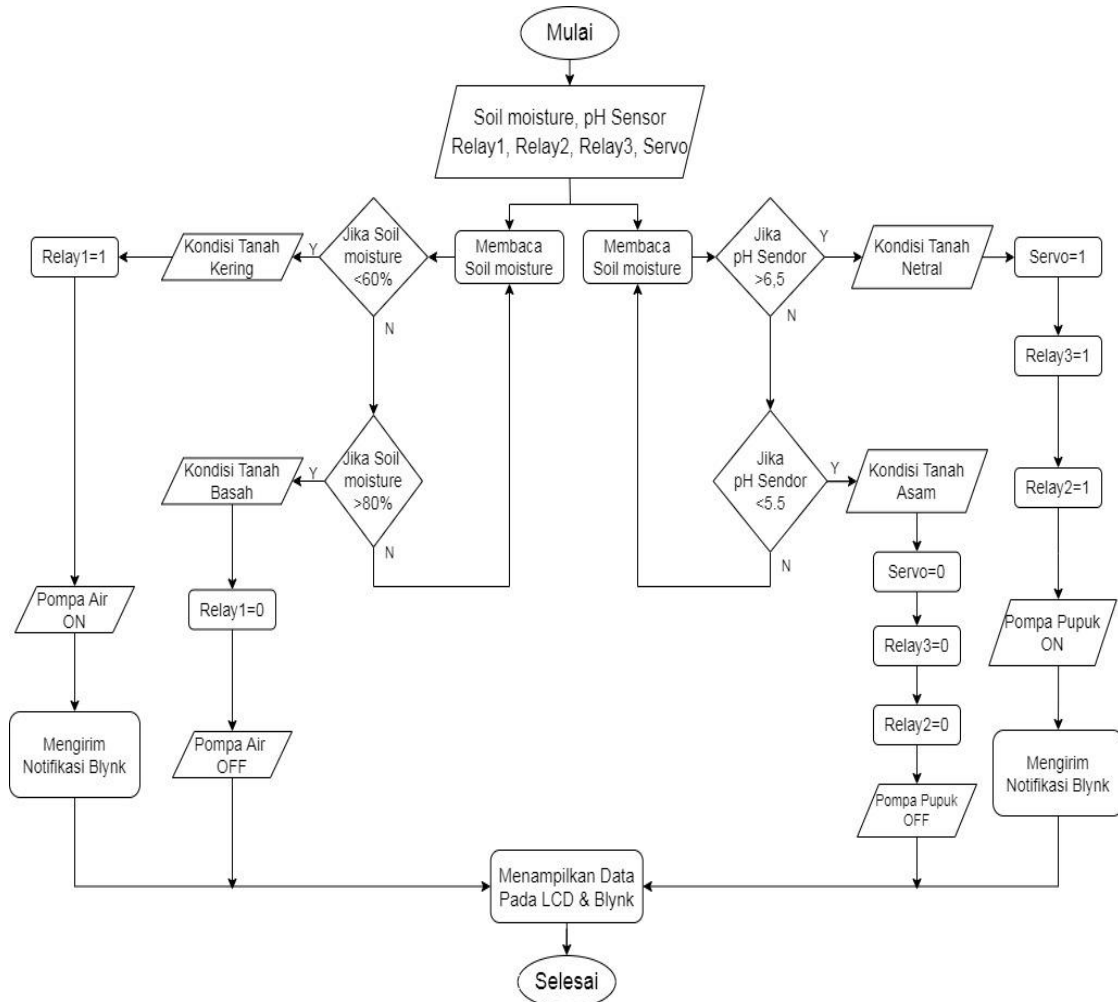 Mulai
Soil moisture, pH Sensor
Relay1, Relay2, Relay3, Servo
Relay1=1
Kondisi Tanah
Kering
Y
Jika Soil
moisture
<60%
N
Membaca
Soil moisture
Membaca
Soil moisture
Jika
pH Sendor
>6,5
Y
N
Kondisi Tanah
Netral
Servo=1
Relay3=1
Kondisi Tanah
Basah
Y
Jika Soil
moisture
>80%
N
Jika
pH Sendor
<5.5
Y
N
Kondisi Tanah
Asam
Relay2=1
Servo=0
Pompa Air
ON
Relay1=0
Relay3=0
Pompa Pupuk
ON
Relay2=0
Mengirim
Notifikasi Blynk
Pompa Air
OFF
Mengirim
Notifikasi Blynk
Pompa Pupuk
OFF
Menampilkan Data
Pada LCD & Blynk
Selesai